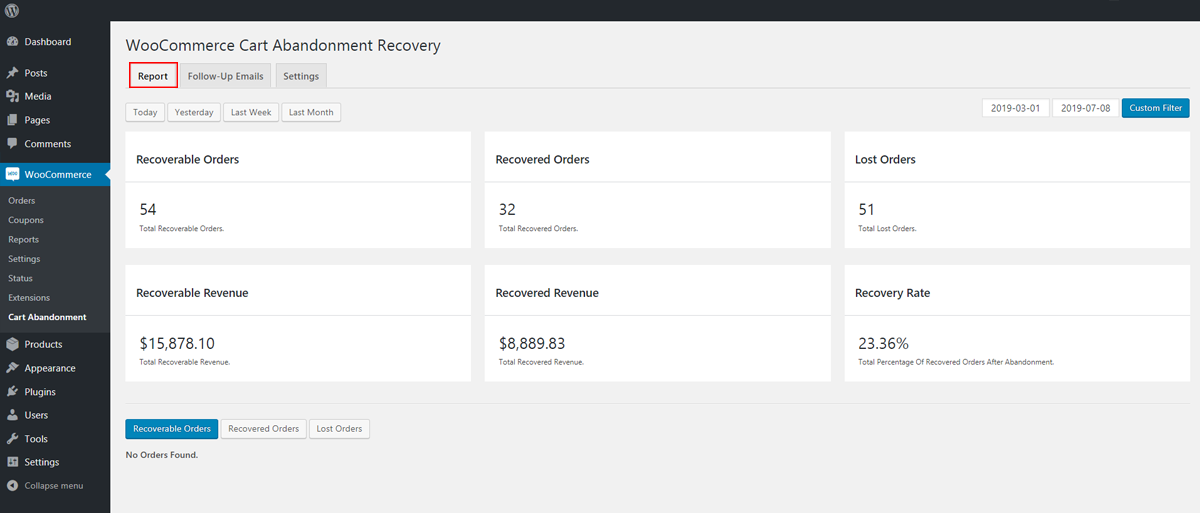 Dashboard
Posts
Media
Pages
Comments
WooCommerce
Orders
Coupons
Reports
Settings
Status
Extensions
Cart Abandonment
Products
Appearance
Plugins
Users
Tools
Settings
Collapse menu
WooCommerce Cart Abandonment Recovery
Report Follow-Up Emails Settings
Today Yesterday Last Week Last Month 2019-03-01 2019-07-08 Custom Filter
Recoverable Orders
54
Total Recoverable Orders.
Recovered Orders
32
Total Recovered Orders.
Lost Orders
51
Total Lost Orders.
Recoverable Revenue
$15,878.10
Total Recoverable Revenue.
Recovered Revenue
$8,889.83
Total Recovered Revenue.
Recovery Rate
23.36%
Total Percentage Of Recovered Orders After Abandonment.
Recoverable Orders Recovered Orders Lost Orders
No Orders Found.